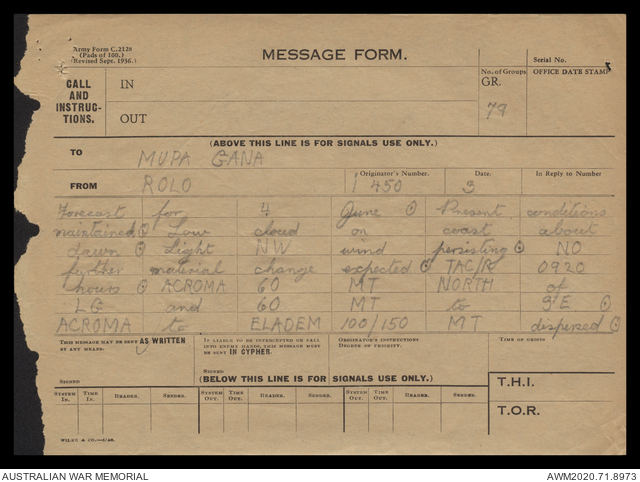 Army Form C.2128
(Pads of 100.)
(Revised Sept. 1936.)
MESSAGE FORM.
Serial No.
CALL AND INSTRUC-TIONS.
IN
OUT
No. of Groups GR.
79
OFFICE DATE STAMP
(ABOVE THIS LINE IS FOR SIGNALS USE ONLY.)
TO MUPA GANA
FROM ROLO
Originator's Number. I 450
Date. 3
In Reply to Number
Forecast for 4 June ⊙ Present conditions
maintained ⊙ Low cloud on coast about
dawn ⊙ Light NW wind persisting ⊙ NO
further material change expected ⊙ TAC/R 0920
hours ⊙ ACROMA 60 MT NORTH of
LG and 60 MT to SE ⊙
ACROMA to ELADEM 100/150 MT dispersed ⊙
THIS MESSAGE MAY BE SENT AS WRITTEN BY ANY MEANS.
IF LIABLE TO BE INTERCEPTED OR FALL INTO ENEMY HANDS, THIS MESSAGE MUST BE SENT IN CYPHER.
ORIGINATOR'S INSTRUCTIONS DEGREE OF PRIORITY.
TIME OF ORIGIN
SIGNED
SIGNED
(BELOW THIS LINE IS FOR SIGNALS USE ONLY.)
SYSTEM IN. TIME IN. READER. SENDER. SYSTEM OUT. TIME OUT. READER. SENDER. SYSTEM OUT. TIME OUT. READER. SENDER.
T.H.I.
T.O.R.
AUSTRALIAN WAR MEMORIAL
AWM2020.71.8973